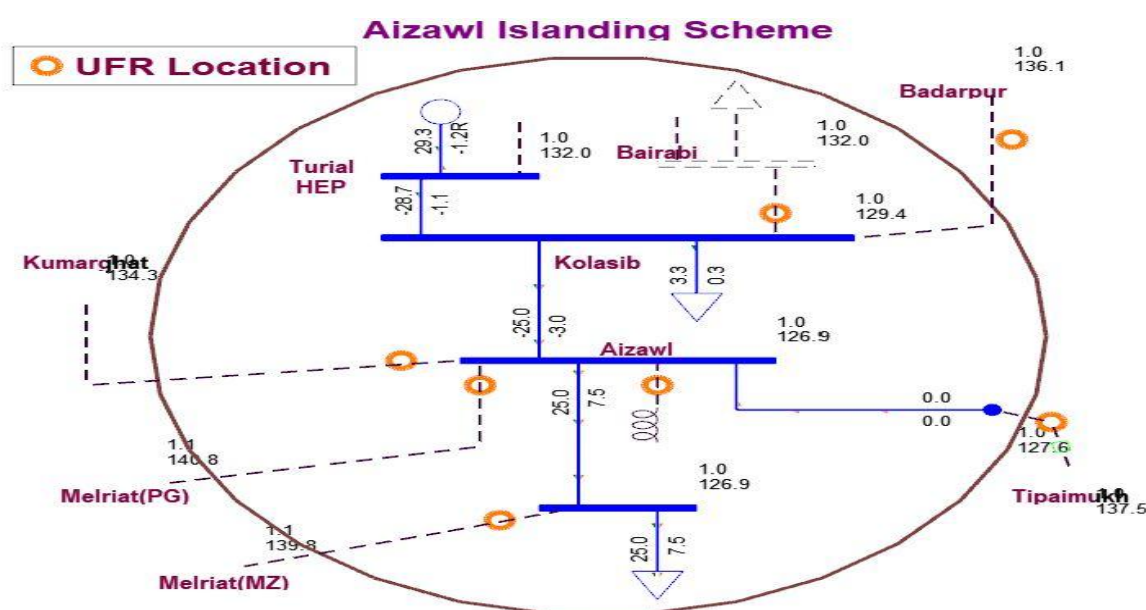 Aizawl Islanding Scheme
UFR Location
1.0
136.1
Badarpur
1.0
132.0
1.0
132.0
Bairabi
29.3
-1.2R
Turial
HEP
-28.7
-1.1
1.0
129.4
Kumarghat
134.3
Kolasib
3.3
0.3
-25.0
-3.0
1.0
126.9
Aizawl
25.0
7.5
0.0
0.0
1.1
140.8
Melriat(PG)
1.0
127.6
1.0
126.9
Tipaimukh
1.0
137.5
1.1
139.8
Melriat(MZ)
25.0
7.5